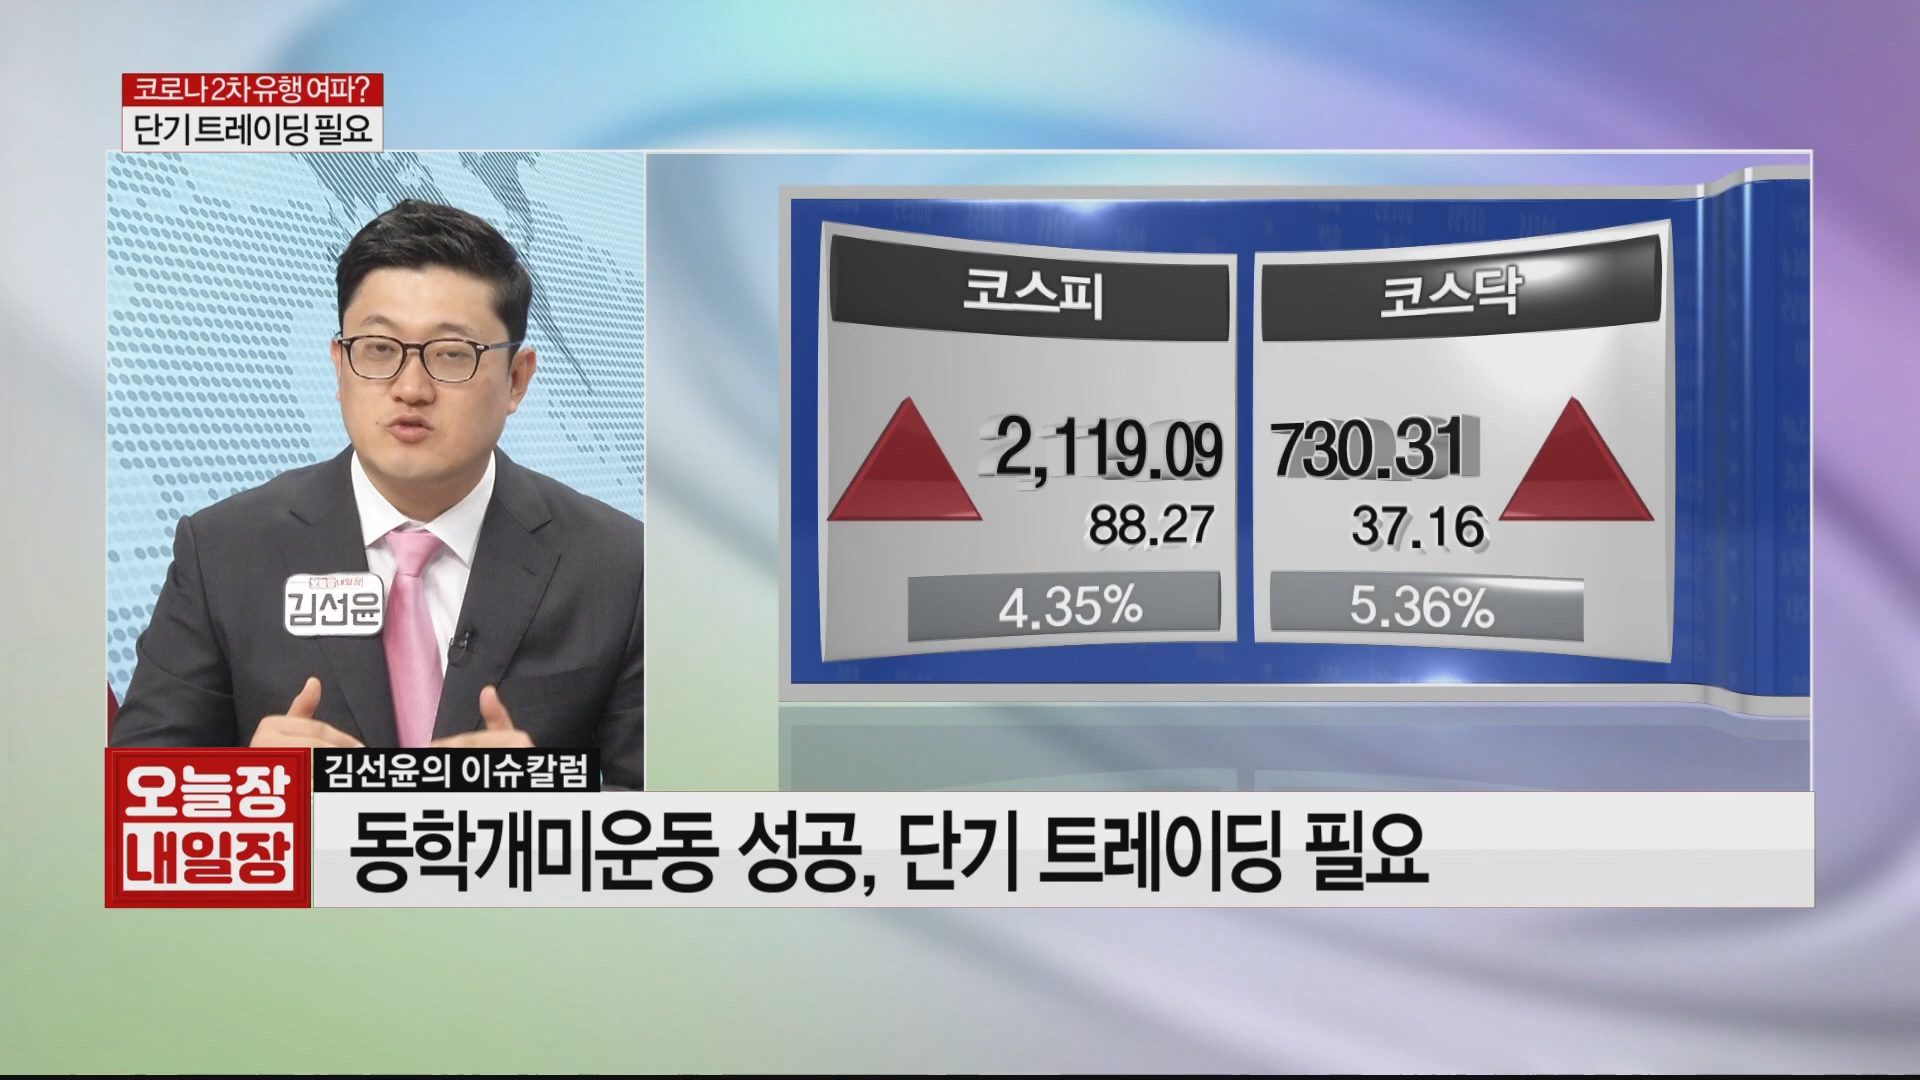 코로나 2차 유행 여파?
단기 트레이딩 필요
코스피
2,119.09
88.27
4.35%
코스닥
730.31
37.16
5.36%
김선윤
오늘장
내일장
김선윤의 이슈칼럼
동학개미운동 성공, 단기 트레이딩 필요